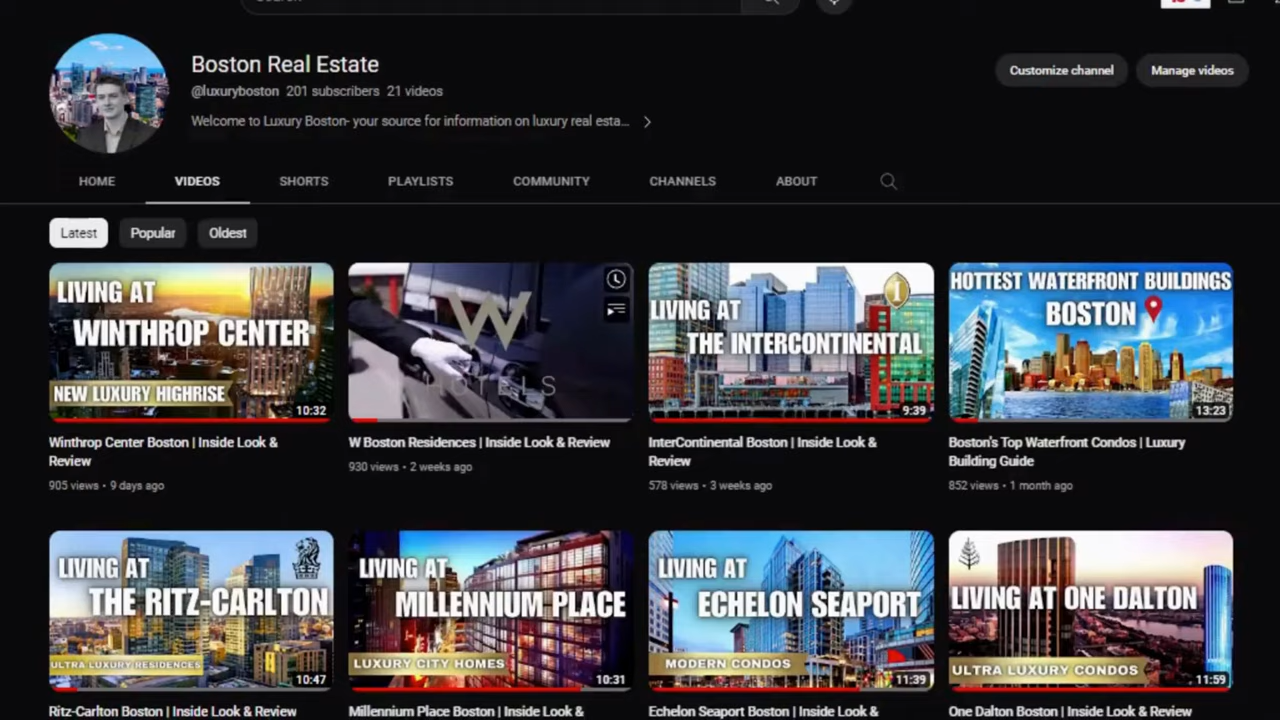 Boston Real Estate
@luxuryboston 201 subscribers 21 videos
Welcome to Luxury Boston- your source for information on luxury real esta...
Customize channel
Manage videos
HOME VIDEOS SHORTS PLAYLISTS COMMUNITY CHANNELS ABOUT
Latest Popular Oldest
LIVING AT
WINTHROP CENTER
NEW LUXURY HIGHRISE
10:32
Winthrop Center Boston | Inside Look &
Review
905 views • 9 days ago
W
HOTELS
W Boston Residences | Inside Look & Review
930 views • 2 weeks ago
LIVING AT
THE INTERCONTINENTAL
9:39
InterContinental Boston | Inside Look &
Review
578 views • 3 weeks ago
HOTTEST WATERFRONT BUILDINGS
BOSTON
13:23
Boston's Top Waterfront Condos | Luxury
Building Guide
852 views • 1 month ago
LIVING AT
THE RITZ-CARLTON
ULTRA LUXURY RESIDENCES
10:47
Ritz-Carlton Boston | Inside Look & Review
LIVING AT
MILLENNIUM PLACE
LUXURY CITY HOMES
10:31
Millennium Place Boston | Inside Look &
LIVING AT
ECHELON SEAPORT
MODERN CONDOS
11:39
Echelon Seaport Boston | Inside Look &
LIVING AT ONE DALTON
ULTRA LUXURY CONDOS
11:59
One Dalton Boston | Inside Look & Review